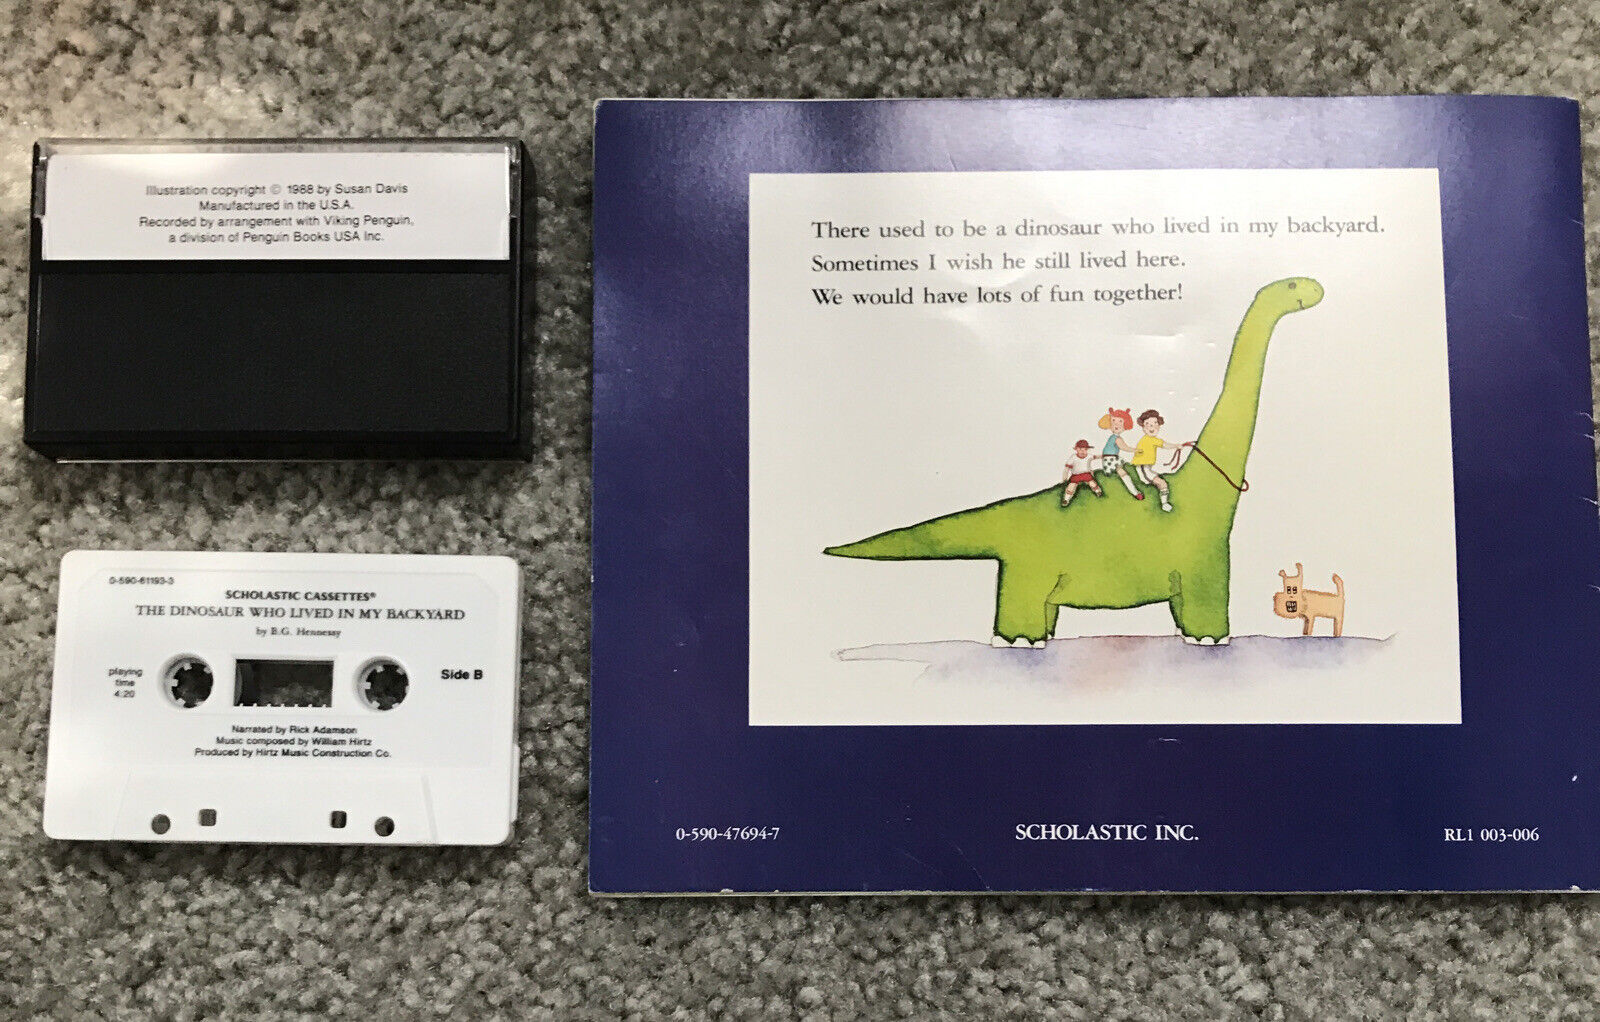 Illustration copyright © 1988 by Susan Davis
Manufactured in the U.S.A.
Recorded by arrangement with Viking Penguin,
a division of Penguin Books USA Inc.
0-590-61193-3
SCHOLASTIC CASSETTES®
THE DINOSAUR WHO LIVED IN MY BACKYARD
by B.G. Hennessy
playing
time
4:20
Side B
Narrated by Rick Adamson
Music composed by William Hirtz
Produced by Hirtz Music Construction Co.
There used to be a dinosaur who lived in my backyard.
Sometimes I wish he still lived here.
We would have lots of fun together!
0-590-47694-7
SCHOLASTIC INC.
RL1 003-006